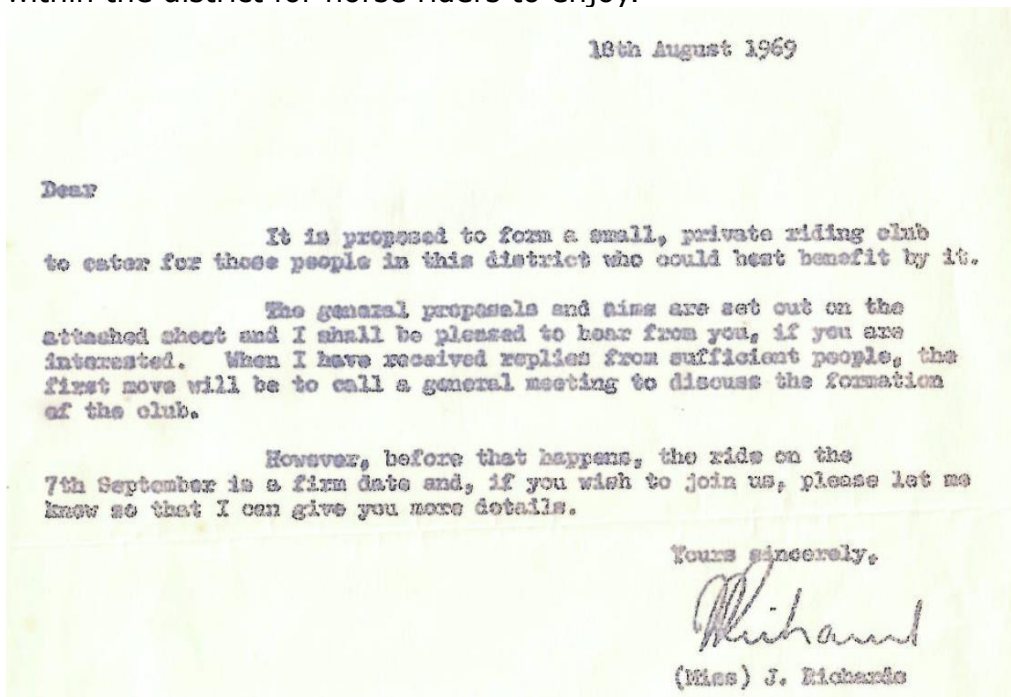 within the district for horse riders to enjoy.
18th August 1969
Dear
It is proposed to form a small, private riding club
to cater for those people in this district who could best benefit by it.
The general proposals and aims are set out on the
attached sheet and I shall be pleased to hear from you, if you are
interested. When I have received replies from sufficient people, the
first move will be to call a general meeting to discuss the formation
of the club.
However, before that happens, the ride on the
7th September is a firm date and, if you wish to join us, please let me
know so that I can give you more details.
Yours sincerely,
JRichards
(Miss) J. Richards